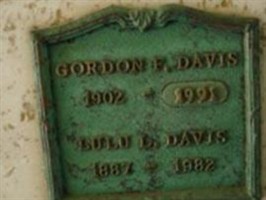 GORDON F. DAVIS
1902 1991
LULU L. DAVIS
1887 - 1982